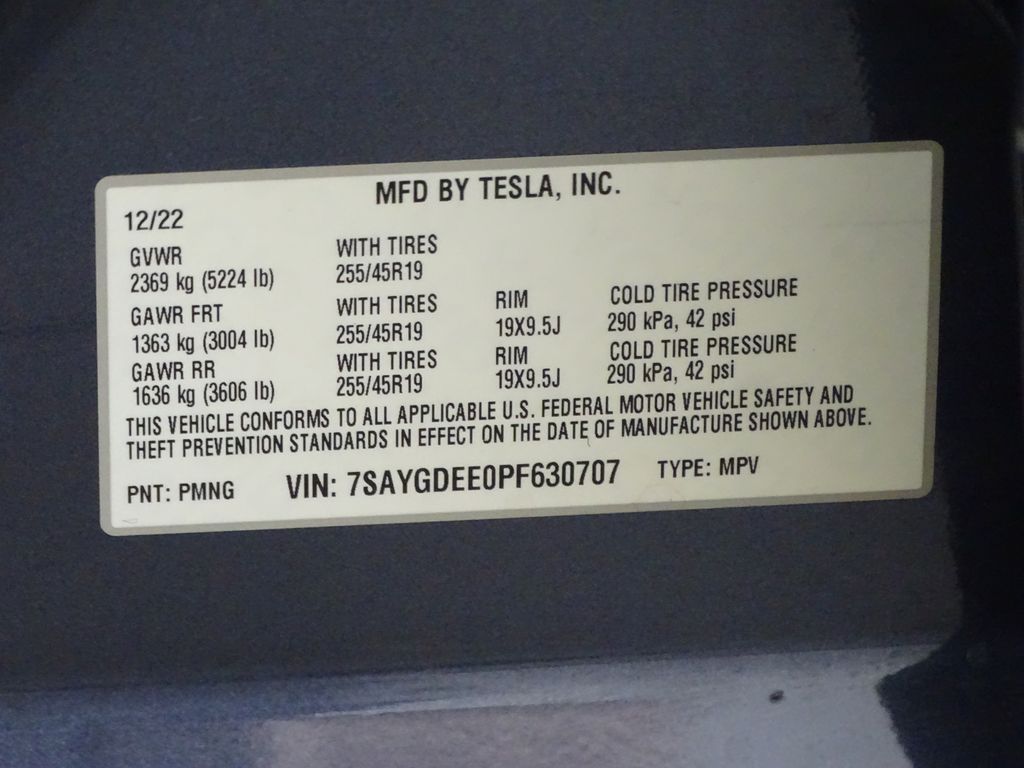 MFD BY TESLA, INC.
12/22
GVWR WITH TIRES
2369 kg (5224 lb) 255/45R19
GAWR FRT WITH TIRES RIM COLD TIRE PRESSURE
1363 kg (3004 lb) 255/45R19 19X9.5J 290 kPa, 42 psi
GAWR RR WITH TIRES RIM COLD TIRE PRESSURE
1636 kg (3606 lb) 255/45R19 19X9.5J 290 kPa, 42 psi
THIS VEHICLE CONFORMS TO ALL APPLICABLE U.S. FEDERAL MOTOR VEHICLE SAFETY AND
THEFT PREVENTION STANDARDS IN EFFECT ON THE DATE OF MANUFACTURE SHOWN ABOVE.
PNT: PMNG VIN: 7SAYGDEE0PF630707 TYPE: MPV